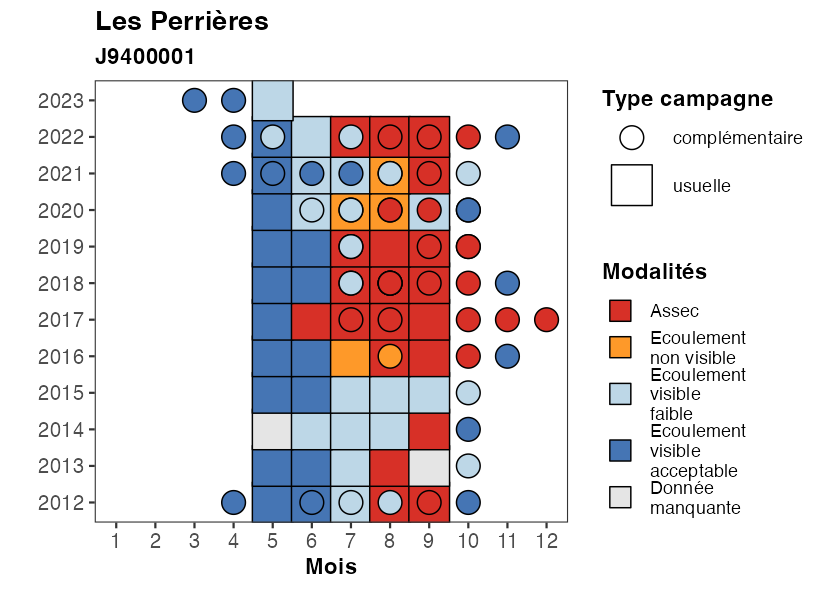 Les Perrières
J9400001
2023
2022
2021
2020
2019
2018
2017
2016
2015
2014
2013
2012
1 2 3 4 5 6 7 8 9 10 11 12
Mois
Type campagne
complémentaire
usuelle
Modalités
Assec
Ecoulement
non visible
Ecoulement
visible
faible
Ecoulement
visible
acceptable
Donnée
manquante